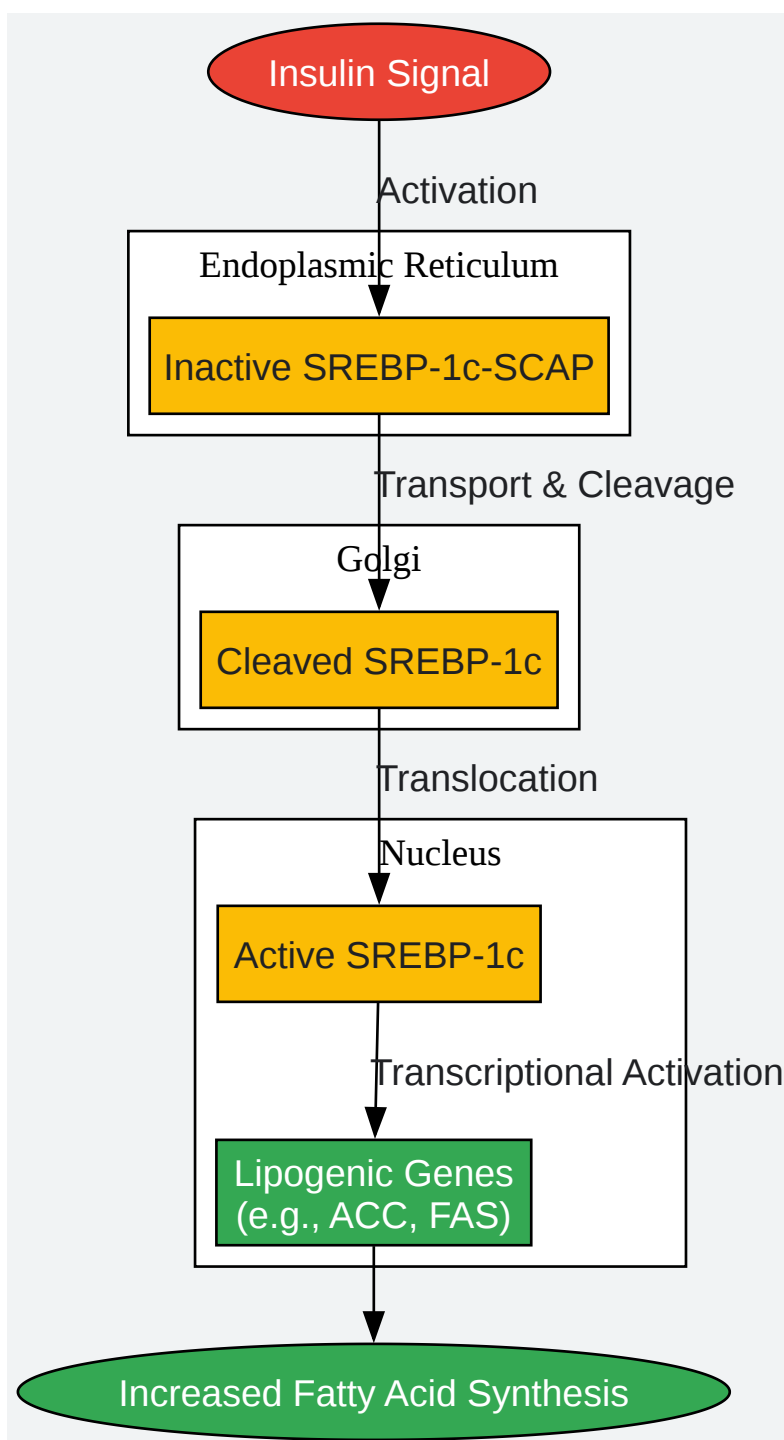 Insulin Signal
Activation
Endoplasmic Reticulum
Inactive SREBP-1c-SCAP
Transport & Cleavage
Golgi
Cleaved SREBP-1c
Translocation
Nucleus
Active SREBP-1c
Transcriptional Activation
Lipogenic Genes
(e.g., ACC, FAS)
Increased Fatty Acid Synthesis